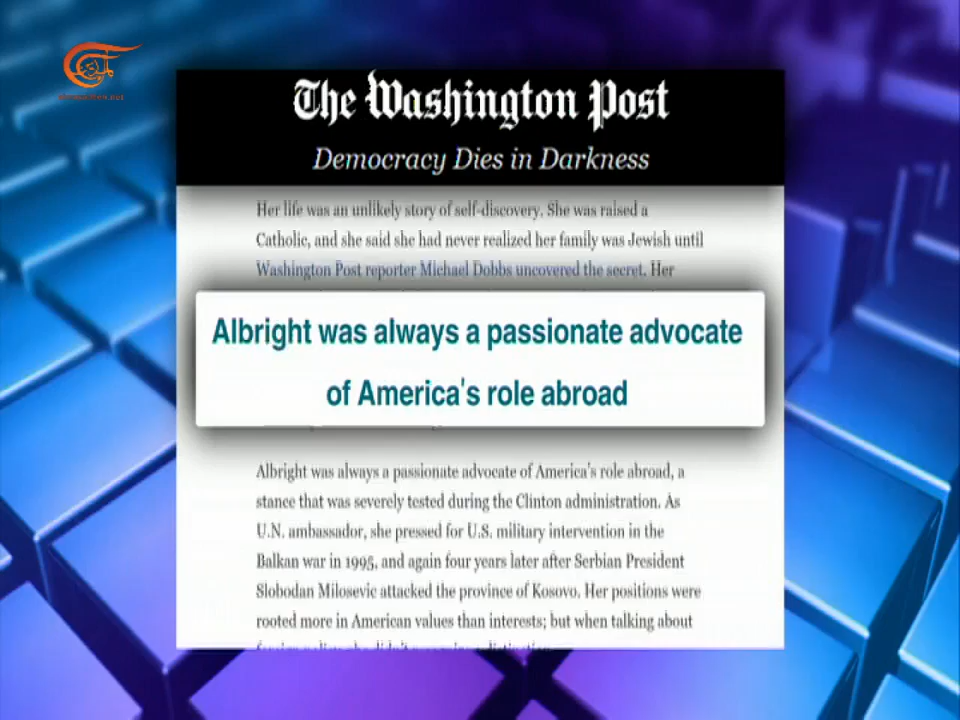 The Washington Post
Democracy Dies in Darkness
Her life was an unlikely story of self-discovery. She was raised a
Catholic, and she said she had never realized her family was Jewish until
Washington Post reporter Michael Dobbs uncovered the secret. Her
Albright was always a passionate advocate
of America's role abroad
Albright was always a passionate advocate of America's role abroad, a
stance that was severely tested during the Clinton administration. As
U.N. ambassador, she pressed for U.S. military intervention in the
Balkan war in 1995, and again four years later after Serbian President
Slobodan Milosevic attacked the province of Kosovo. Her positions were
rooted more in American values than interests; but when talking about